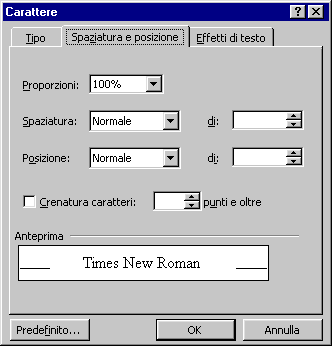 Carattere
Tipo Spaziatura e posizione Effetti di testo
Proporzioni: 100%
Spaziatura: Normale di:
Posizione: Normale di:
Crenatura caratteri: punti e oltre
Anteprima
Times New Roman
Predefinito... OK Annulla